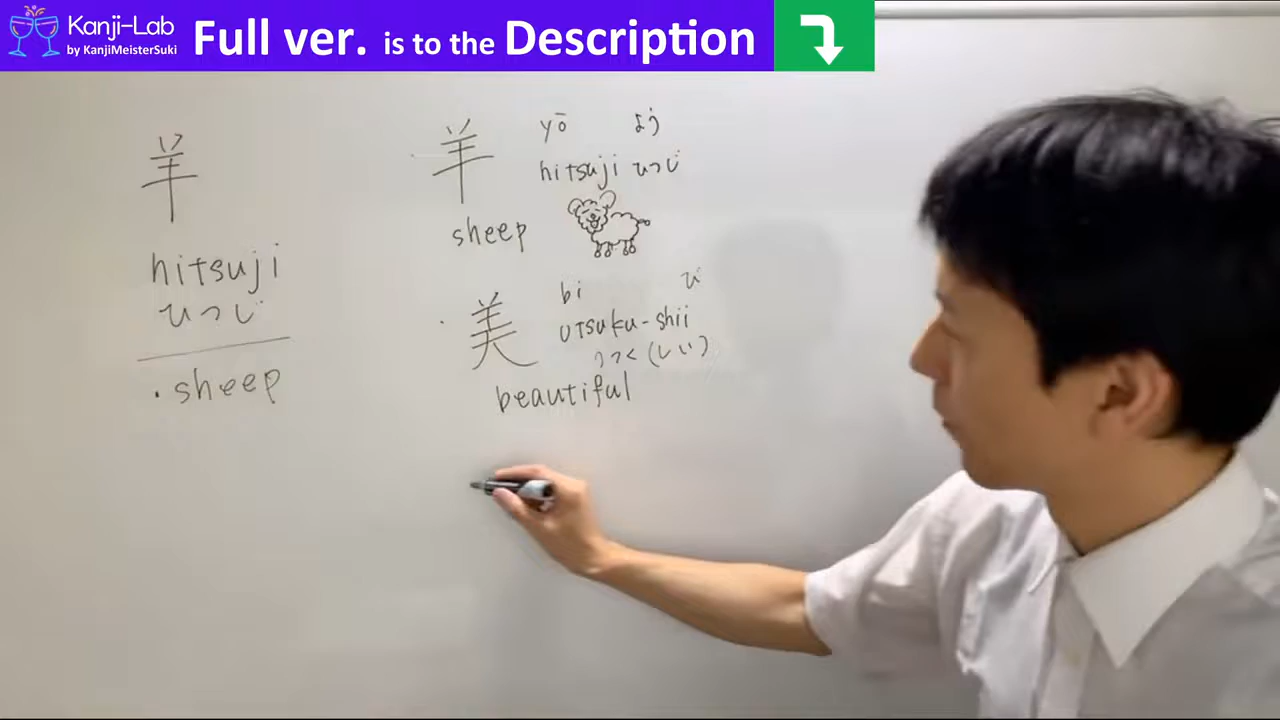 Kanji-Lab
by KanjiMeisterSuki
Full ver. is to the Description
羊
hitsuji
ひつじ
・sheep
・羊 yō よう
hitsuji ひつじ
sheep
・美 bi び
utsuku-shii
うつく(しい)
beautiful